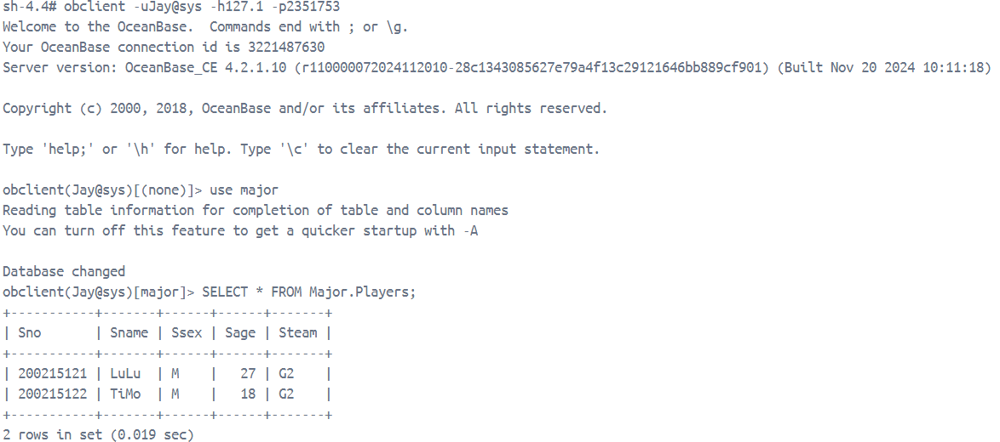 sh-4.4# obclient -uJay@sys -h127.1 -p2351753
Welcome to the OceanBase.  Commands end with ; or \g.
Your OceanBase connection id is 3221487630
Server version: OceanBase_CE 4.2.1.10 (r110000072024112010-28c1343085627e79a4f13c29121646bb889cf901) (Built Nov 20 2024 10:11:18)
Copyright (c) 2000, 2018, OceanBase and/or its affiliates. All rights reserved.
Type 'help;' or '\h' for help. Type '\c' to clear the current input statement.
obclient(Jay@sys)[(none)]> use major
Reading table information for completion of table and column names
You can turn off this feature to get a quicker startup with -A
Database changed
obclient(Jay@sys)[major]> SELECT * FROM Major.Players;
+-----------+-------+------+------+-------+
| Sno       | Sname | Ssex | Sage | Steam |
+-----------+-------+------+------+-------+
| 200215121 | LuLu  | M    |   27 | G2    |
| 200215122 | TiMo  | M    |   18 | G2    |
+-----------+-------+------+------+-------+
2 rows in set (0.019 sec)